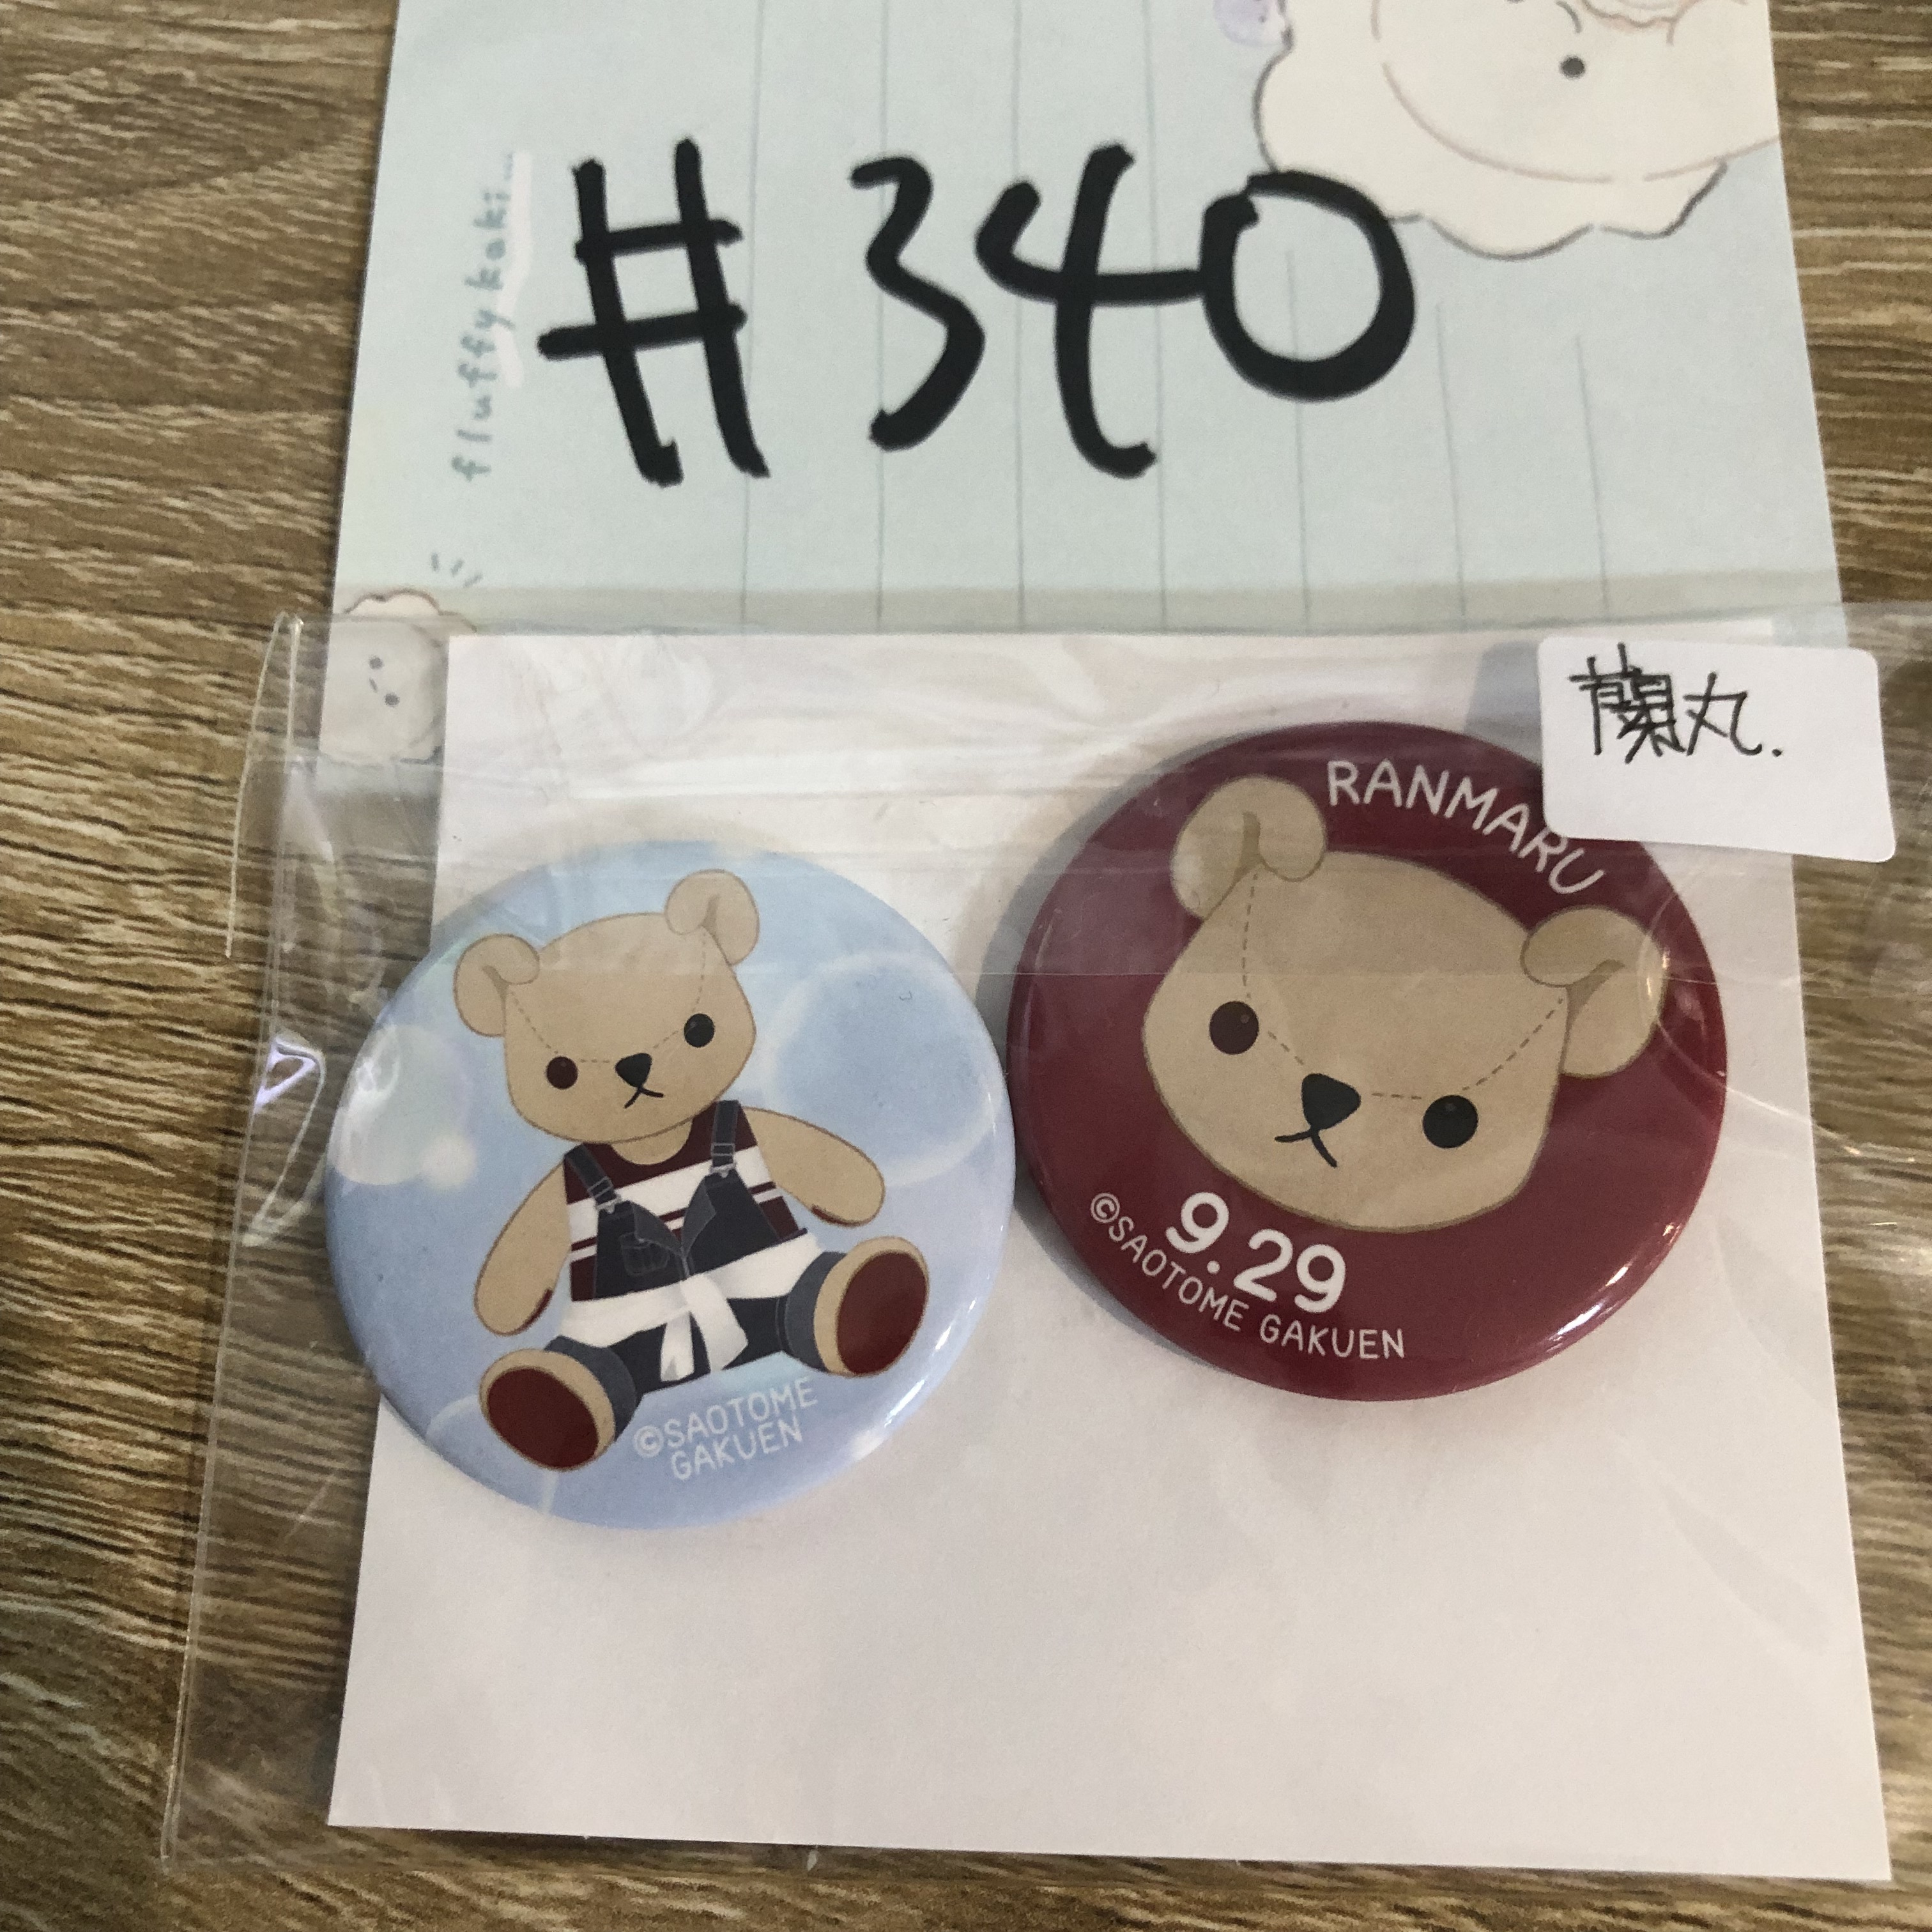 fluffy kaki...
#340
蘭丸.
RANMARU
9.29
©SAOTOME GAKUEN
©SAOTOME
GAKUEN